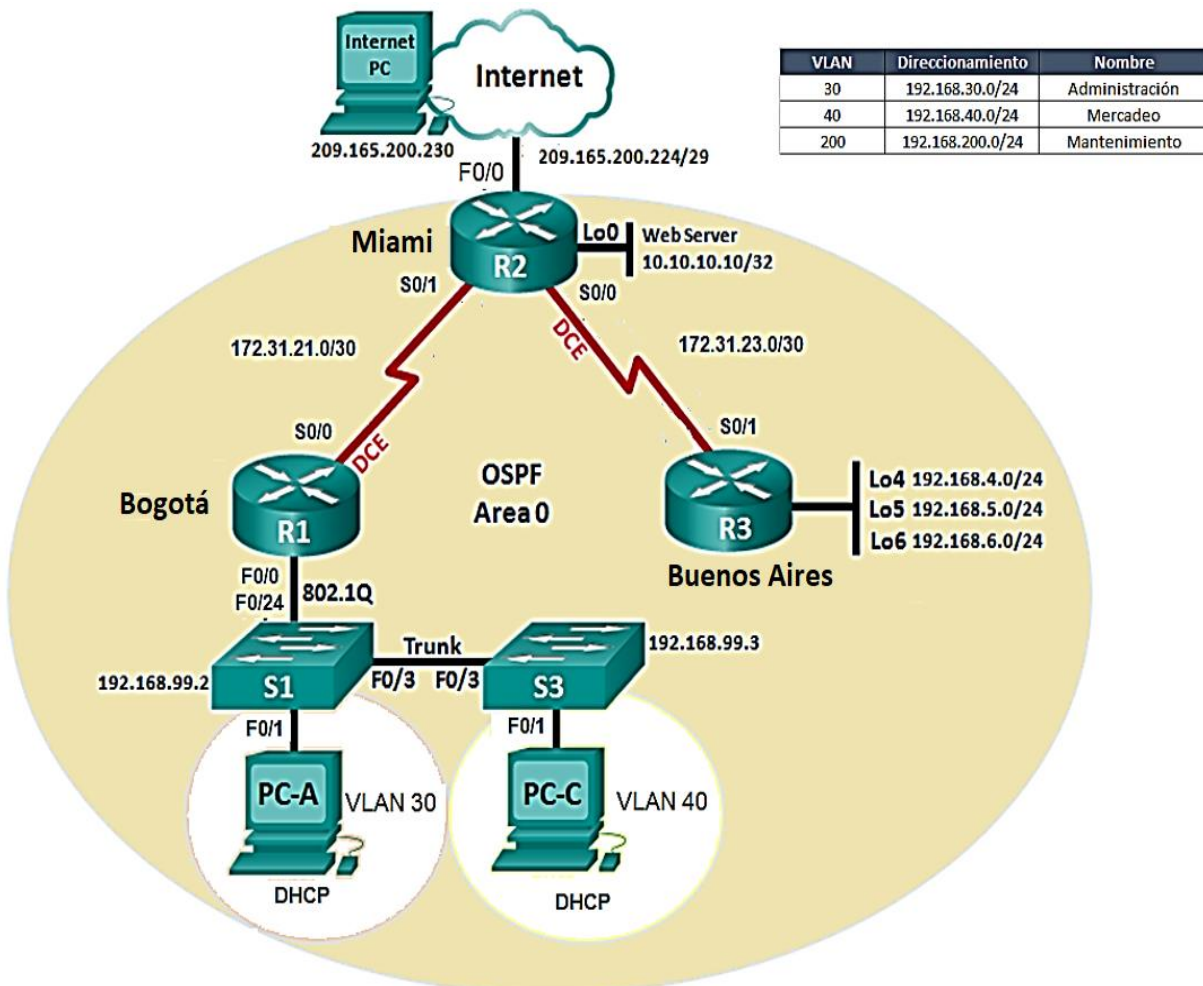 Internet
PC
Internet
209.165.200.230
209.165.200.224/29
F0/0
VLAN Direccionamiento Nombre
30 192.168.30.0/24 Administración
40 192.168.40.0/24 Mercadeo
200 192.168.200.0/24 Mantenimiento
Miami
R2
Lo0
Web Server
10.10.10.10/32
S0/1
S0/0
DCE
172.31.21.0/30
172.31.23.0/30
S0/0
DCE
S0/1
Bogotá
R1
OSPF
Area 0
R3
Buenos Aires
Lo4 192.168.4.0/24
Lo5 192.168.5.0/24
Lo6 192.168.6.0/24
F0/0
F0/24
802.1Q
Trunk
192.168.99.3
192.168.99.2
S1
F0/3
F0/3
S3
F0/1
F0/1
PC-A
VLAN 30
PC-C
VLAN 40
DHCP
DHCP